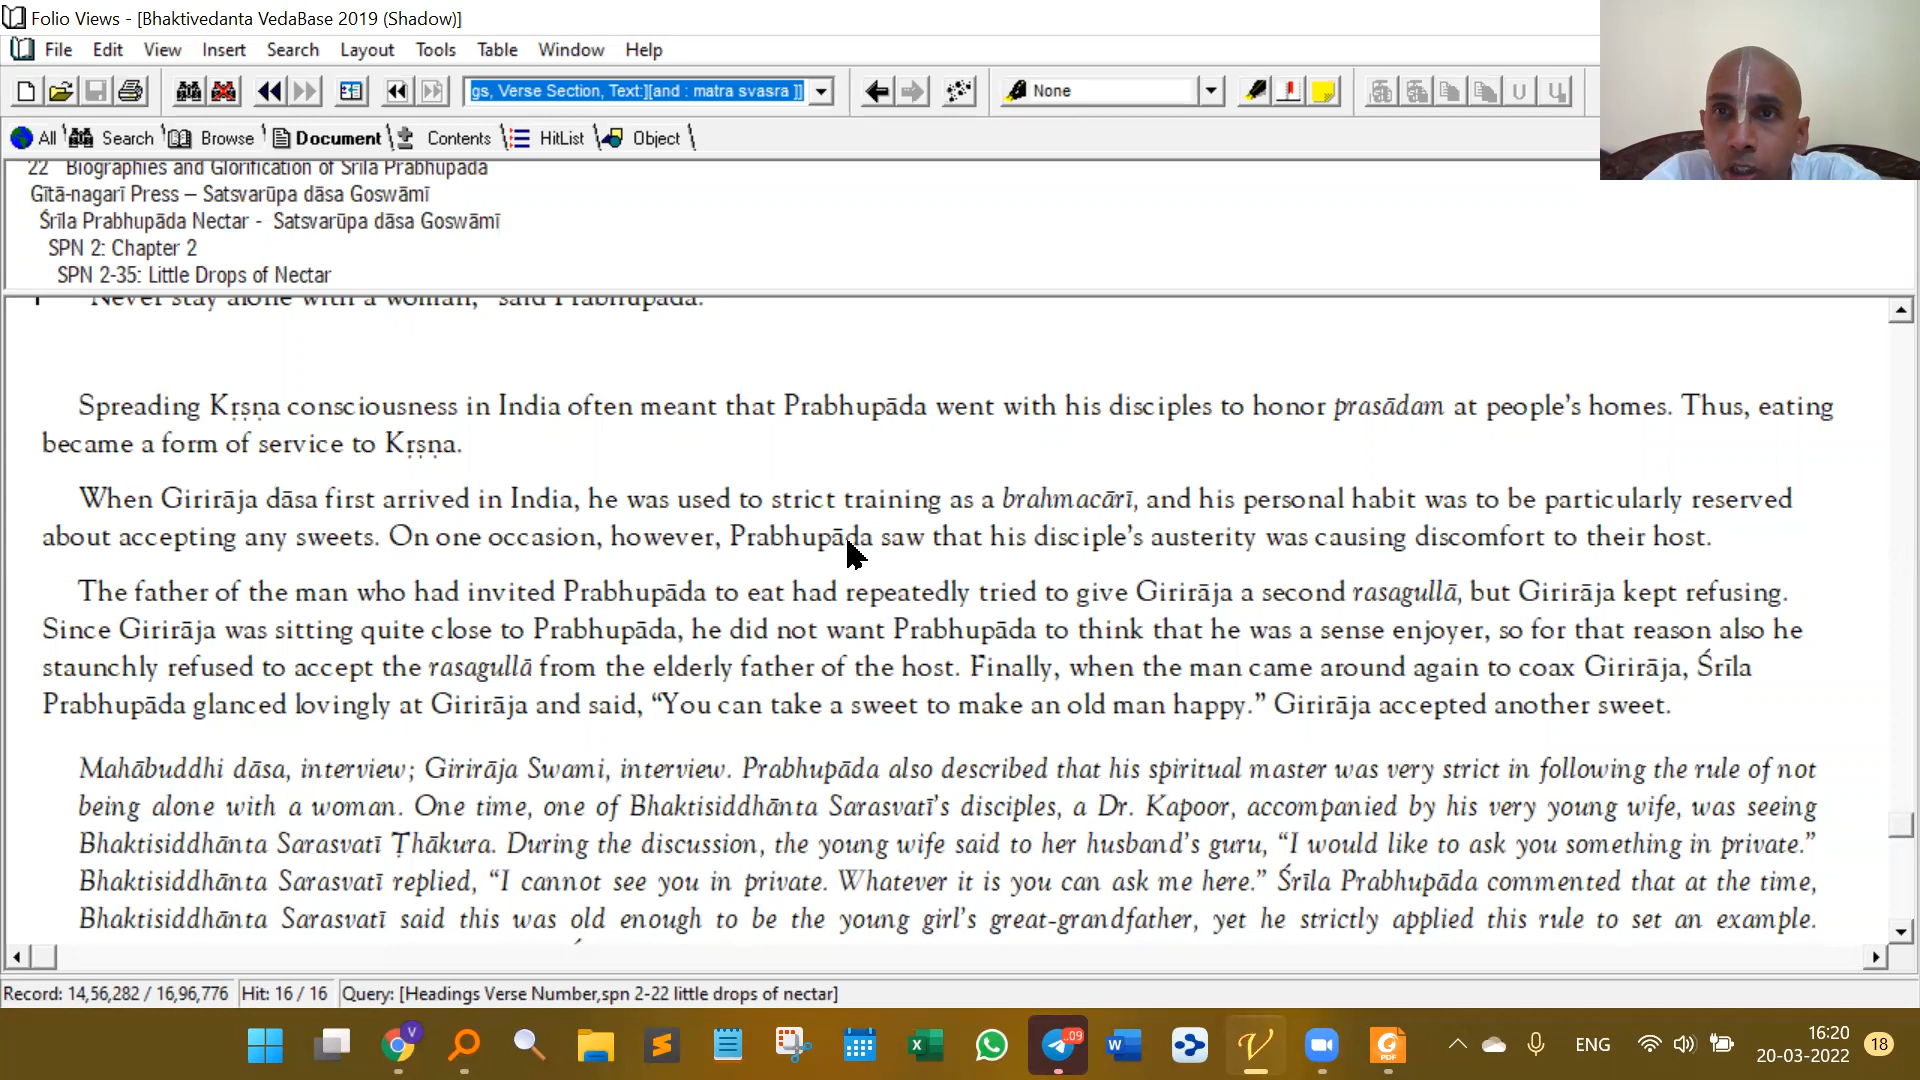 Folio Views - [Bhaktivedanta VedaBase 2019 (Shadow)]
File Edit View Insert Search Layout Tools Table Window Help
gs, Verse Section, Text:][and : matra svasra ]]
None
All Search Browse Document Contents HitList Object
22 Biographies and Glorification of Śrīla Prabhupāda
Gītā-nagarī Press – Satsvarūpa dāsa Goswāmī
Śrīla Prabhupāda Nectar - Satsvarūpa dāsa Goswāmī
SPN 2: Chapter 2
SPN 2-35: Little Drops of Nectar
"Never stay alone with a woman," said Prabhupāda.
Spreading Kṛṣṇa consciousness in India often meant that Prabhupāda went with his disciples to honor prasādam at people's homes. Thus, eating
became a form of service to Kṛṣṇa.
When Girirāja dāsa first arrived in India, he was used to strict training as a brahmacārī, and his personal habit was to be particularly reserved
about accepting any sweets. On one occasion, however, Prabhupāda saw that his disciple's austerity was causing discomfort to their host.
The father of the man who had invited Prabhupāda to eat had repeatedly tried to give Girirāja a second rasagullā, but Girirāja kept refusing.
Since Girirāja was sitting quite close to Prabhupāda, he did not want Prabhupāda to think that he was a sense enjoyer, so for that reason also he
staunchly refused to accept the rasagullā from the elderly father of the host. Finally, when the man came around again to coax Girirāja, Śrīla
Prabhupāda glanced lovingly at Girirāja and said, “You can take a sweet to make an old man happy.” Girirāja accepted another sweet.
Mahābuddhi dāsa, interview; Girirāja Swami, interview. Prabhupāda also described that his spiritual master was very strict in following the rule of not
being alone with a woman. One time, one of Bhaktisiddhānta Sarasvatī's disciples, a Dr. Kapoor, accompanied by his very young wife, was seeing
Bhaktisiddhānta Sarasvatī Ṭhākura. During the discussion, the young wife said to her husband's guru, “I would like to ask you something in private.”
Bhaktisiddhānta Sarasvatī replied, “I cannot see you in private. Whatever it is you can ask me here.” Śrīla Prabhupāda commented that at the time,
Bhaktisiddhānta Sarasvatī said this was old enough to be the young girl's great-grandfather, yet he strictly applied this rule to set an example.
Record: 14,56,282 / 16,96,776 Hit: 16 / 16 Query: [Headings Verse Number,spn 2-22 little drops of nectar]
ENG
16:20
20-03-2022
18